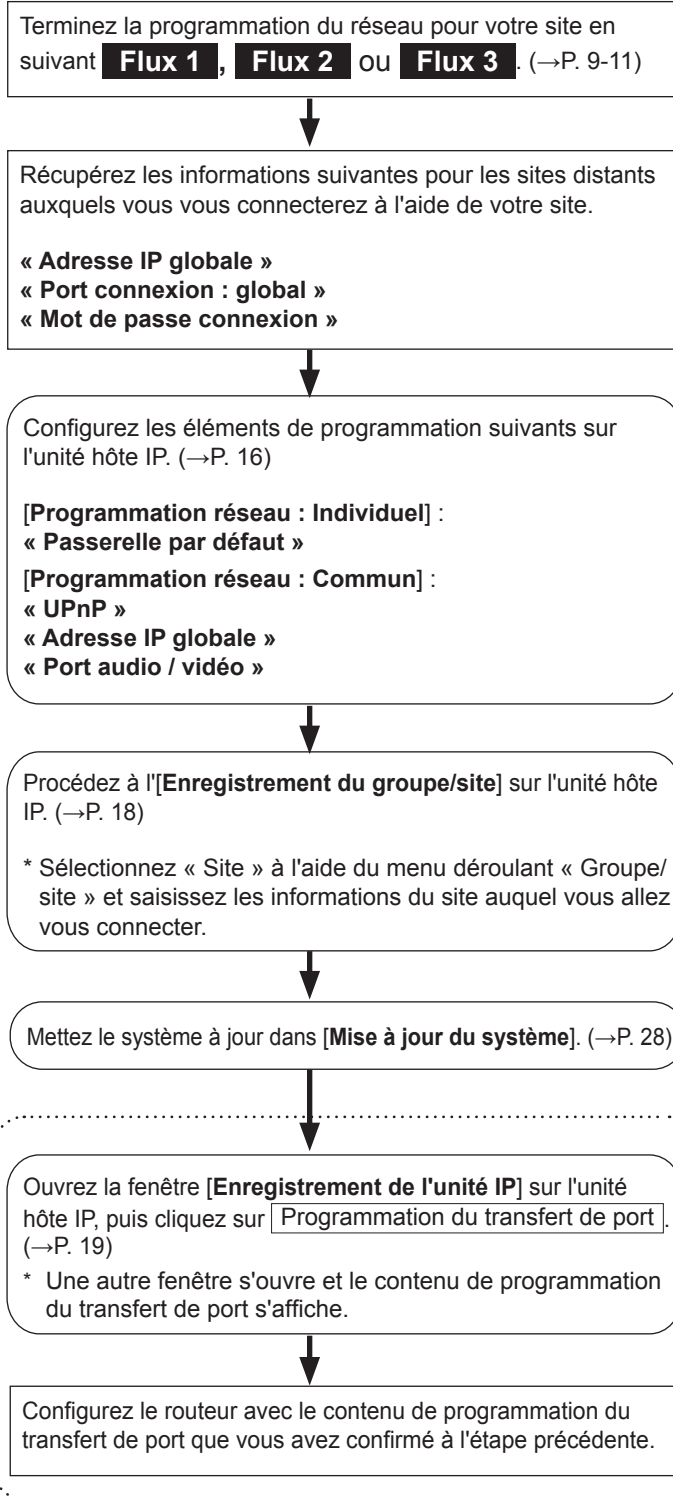 Terminez la programmation du réseau pour votre site en
suivant Flux 1 , Flux 2 ou Flux 3 . (→P. 9-11)
Récupérez les informations suivantes pour les sites distants
auxquels vous vous connecterez à l'aide de votre site.
« Adresse IP globale »
« Port connexion : global »
« Mot de passe connexion »
Configurez les éléments de programmation suivants sur
l'unité hôte IP. (→P. 16)
[Programmation réseau : Individuel] :
« Passerelle par défaut »
[Programmation réseau : Commun] :
« UPnP »
« Adresse IP globale »
« Port audio / vidéo »
Procédez à l'[Enregistrement du groupe/site] sur l'unité hôte
IP. (→P. 18)
* Sélectionnez « Site » à l'aide du menu déroulant « Groupe/
site » et saisissez les informations du site auquel vous allez
vous connecter.
Mettez le système à jour dans [Mise à jour du système]. (→P. 28)
Ouvrez la fenêtre [Enregistrement de l'unité IP] sur l'unité
hôte IP, puis cliquez sur Programmation du transfert de port.
(→P. 19)
* Une autre fenêtre s'ouvre et le contenu de programmation
du transfert de port s'affiche.
Configurez le routeur avec le contenu de programmation du
transfert de port que vous avez confirmé à l'étape précédente.